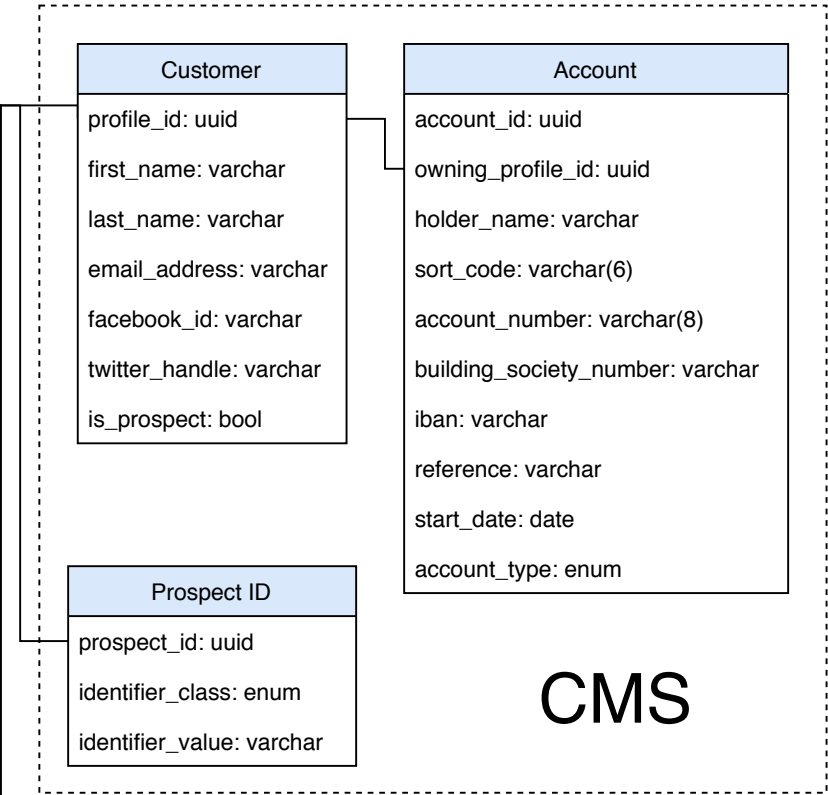 Customer
profile_id: uuid
first_name: varchar
last_name: varchar
email_address: varchar
facebook_id: varchar
twitter_handle: varchar
is_prospect: bool
Account
account_id: uuid
owning_profile_id: uuid
holder_name: varchar
sort_code: varchar(6)
account_number: varchar(8)
building_society_number: varchar
iban: varchar
reference: varchar
start_date: date
account_type: enum
Prospect ID
prospect_id: uuid
identifier_class: enum
identifier_value: varchar
CMS